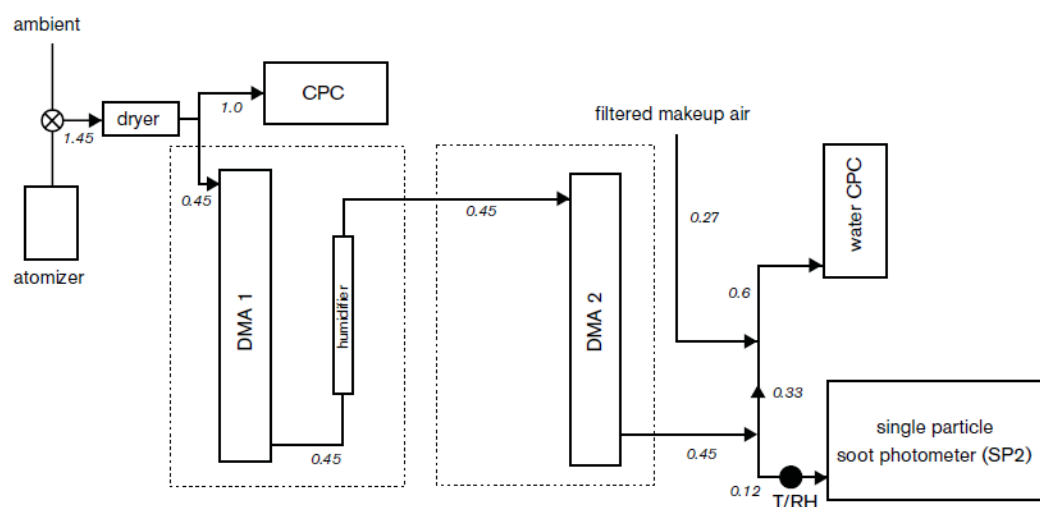 ambient
CPC
1.0
dryer
1.45
filtered makeup air
water CPC
0.45
0.45
0.27
atomizer
DMA 1
humidifier
DMA 2
0.6
0.33
single particle
soot photometer (SP2)
0.45
0.45
0.12
T/RH